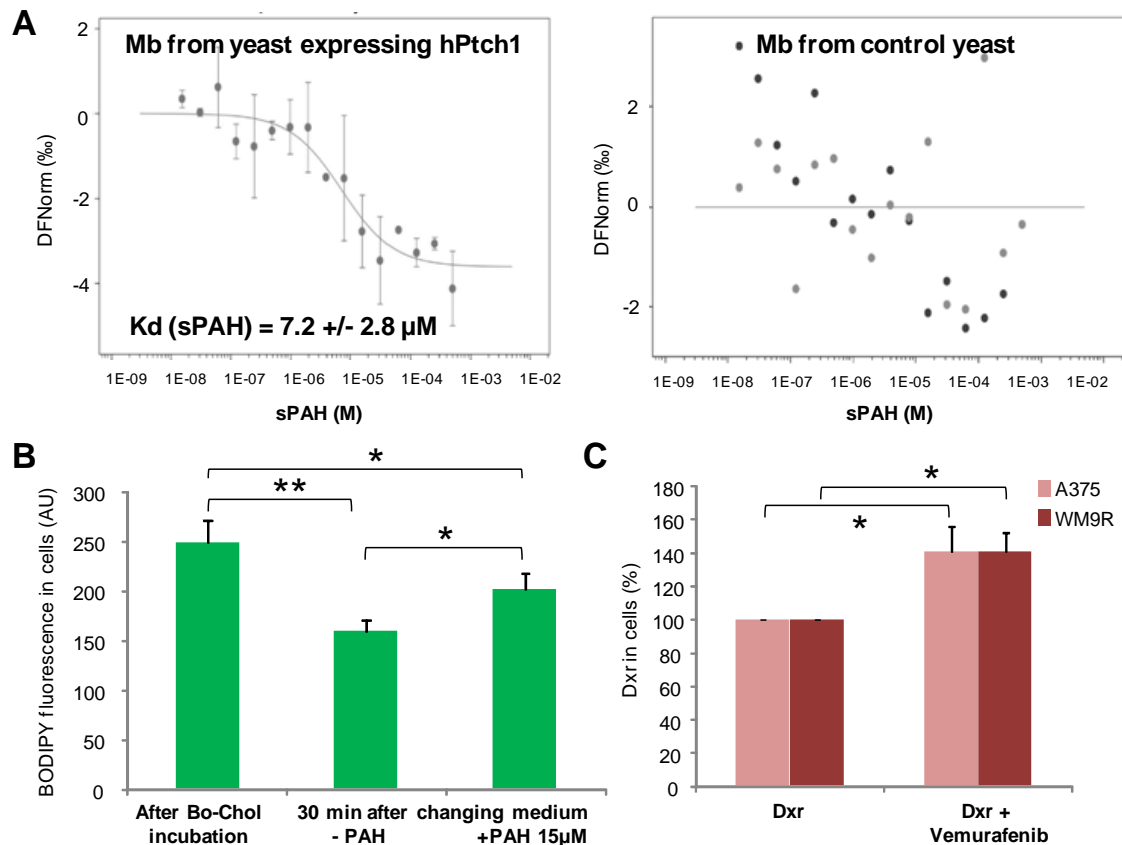 A
Mb from yeast expressing hPtch1
2
0
-2
-4
DFNorm (‰)
Kd (sPAH) = 7.2 +/- 2.8 µM
1E-09 1E-08 1E-07 1E-06 1E-05 1E-04 1E-03 1E-02
sPAH (M)
Mb from control yeast
2
0
-2
DFNorm (‰)
1E-09 1E-08 1E-07 1E-06 1E-05 1E-04 1E-03 1E-02
sPAH (M)
B
*
**
*
300
250
200
150
100
50
0
BODIPY fluorescence in cells (AU)
After Bo-Chol 30 min after changing medium
incubation - PAH +PAH 15µM
C
*
*
A375
WM9R
180
160
140
120
100
80
60
40
20
0
Dxr in cells (%)
Dxr Dxr +
Vemurafenib